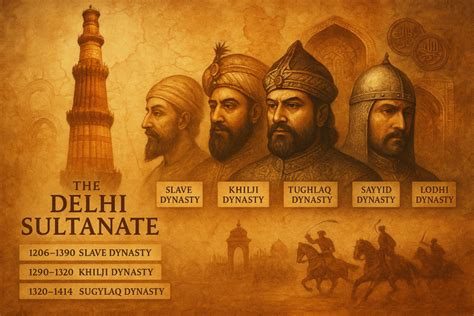 SLAVE
DYNASTY
KHILJI
DYNASTY
TUGHLAQ
DYNASTY
SAYYID
DYNASTY
LODHI
DYNASTY
THE
DELHI
SULTANATE
1206–1390 SLAVE DYNASTY
1290–1320 KHILJI DYNASTY
1320–1414 SUGYLAQ DYNASTY